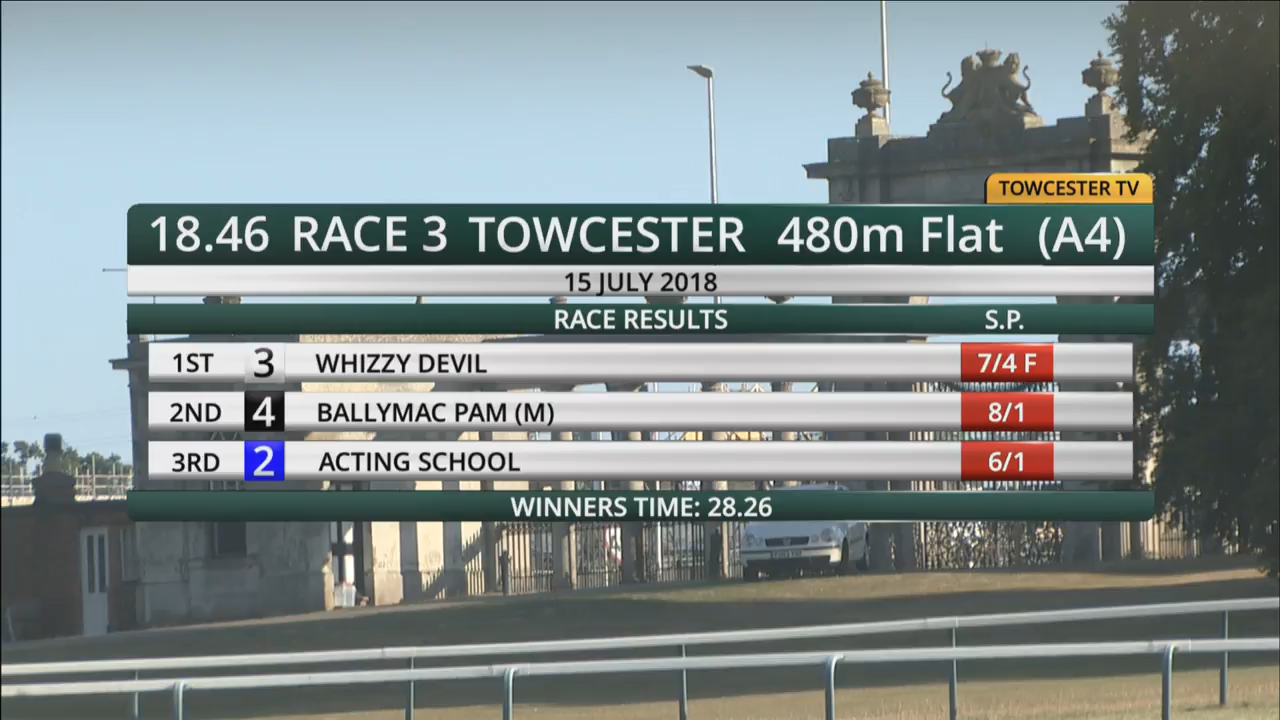 TOWCESTER TV
18.46 RACE 3 TOWCESTER 480m Flat (A4)
15 JULY 2018
RACE RESULTS S.P.
1ST 3 WHIZZY DEVIL 7/4 F
2ND 4 BALLYMAC PAM (M) 8/1
3RD 2 ACTING SCHOOL 6/1
WINNERS TIME: 28.26